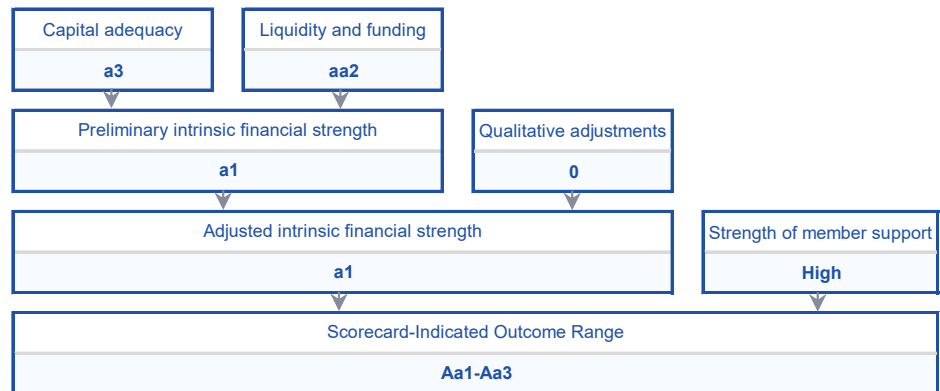 Capital adequacy
Liquidity and funding
a3
aa2
Preliminary intrinsic financial strength
Qualitative adjustments
a1
0
Adjusted intrinsic financial strength
Strength of member support
a1
High
Scorecard-Indicated Outcome Range
Aa1-Aa3